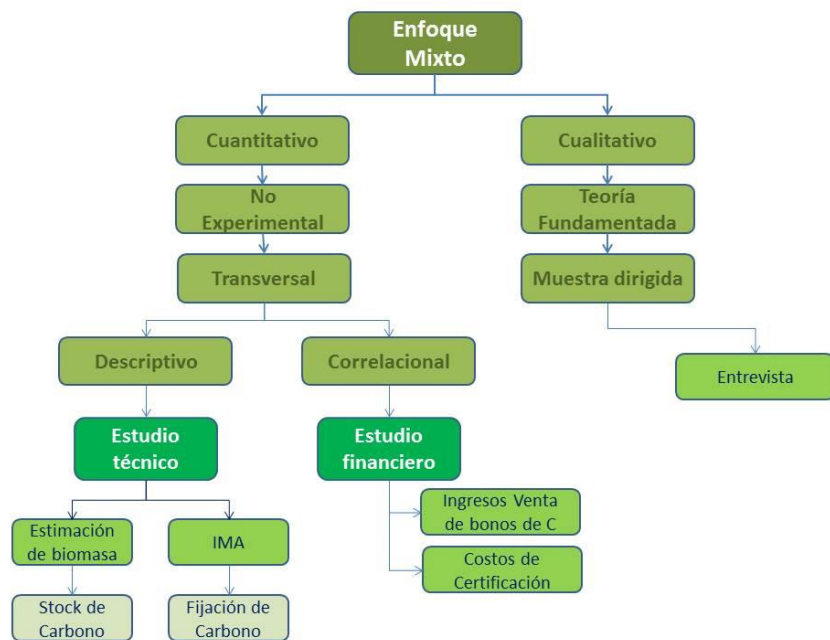 Enfoque
Mixto
Cuantitativo
Cualitativo
No
Experimental
Teoría
Fundamentada
Transversal
Muestra dirigida
Descriptivo
Correlacional
Entrevista
Estudio
técnico
Estudio
financiero
Estimación
de biomasa
IMA
Ingresos Venta
de bonos de C
Costos de
Certificación
Stock de
Carbono
Fijación de
Carbono